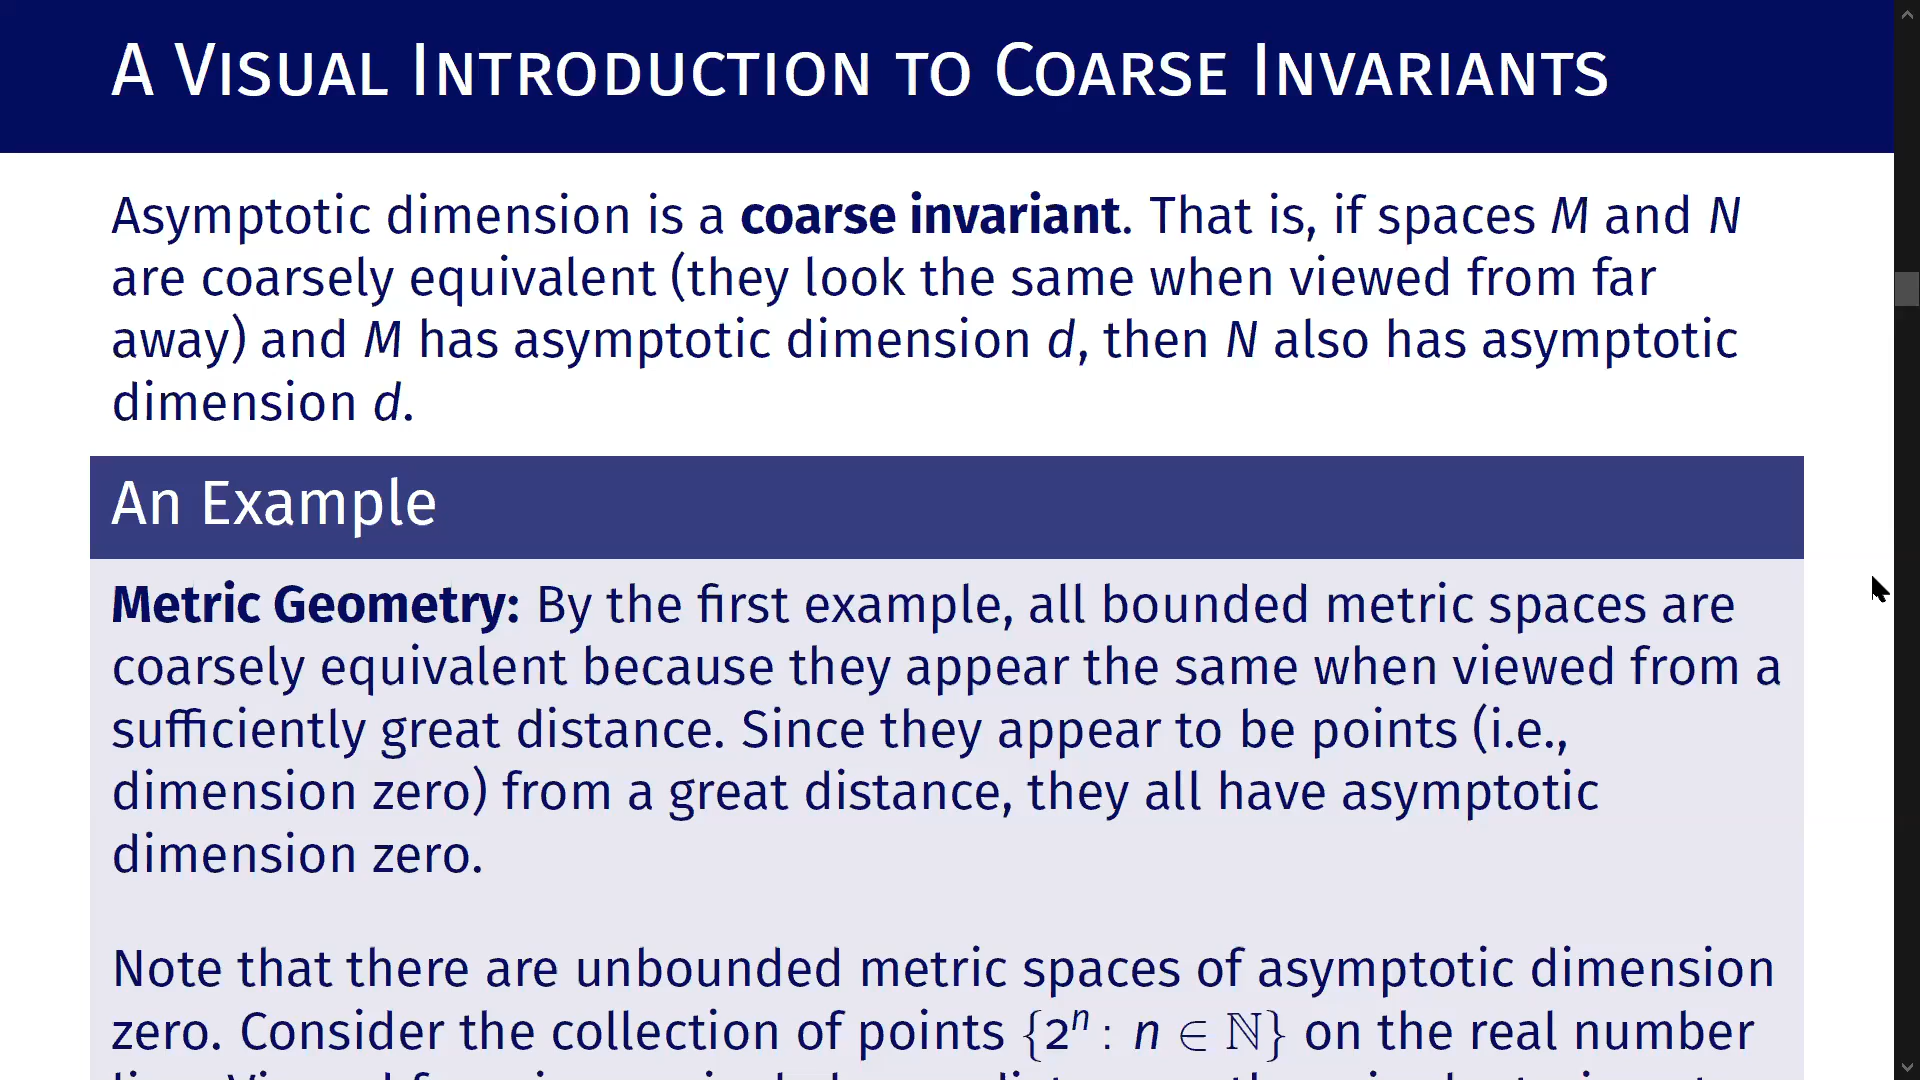 A Visual Introduction to Coarse Invariants
Asymptotic dimension is a coarse invariant. That is, if spaces M and N
are coarsely equivalent (they look the same when viewed from far
away) and M has asymptotic dimension d, then N also has asymptotic
dimension d.
An Example
Metric Geometry: By the first example, all bounded metric spaces are
coarsely equivalent because they appear the same when viewed from a
sufficiently great distance. Since they appear to be points (i.e.,
dimension zero) from a great distance, they all have asymptotic
dimension zero.
Note that there are unbounded metric spaces of asymptotic dimension
zero. Consider the collection of points {2ⁿ : n ∈ ℕ} on the real number